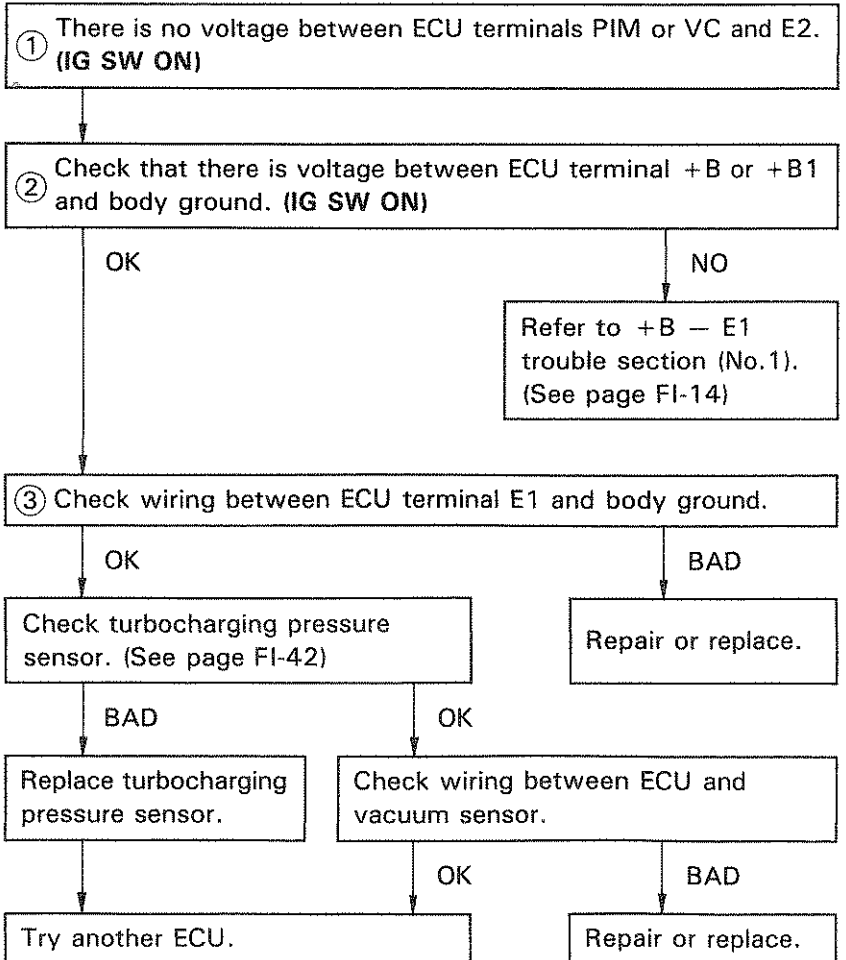 ① There is no voltage between ECU terminals PIM or VC and E2.
(IG SW ON)
② Check that there is voltage between ECU terminal +B or +B1
and body ground. (IG SW ON)
OK
NO
Refer to +B — E1
trouble section (No.1).
(See page FI-14)
③ Check wiring between ECU terminal E1 and body ground.
OK
BAD
Check turbocharging pressure
sensor. (See page FI-42)
Repair or replace.
BAD
OK
Replace turbocharging
pressure sensor.
Check wiring between ECU and
vacuum sensor.
OK
BAD
Try another ECU.
Repair or replace.